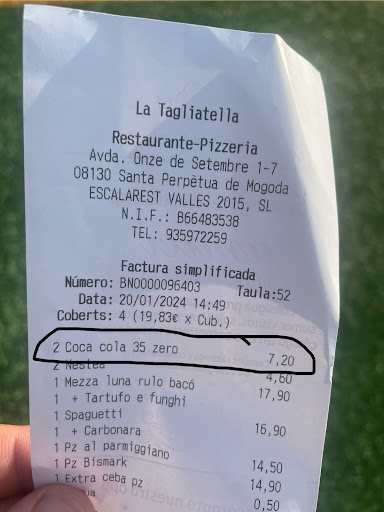 La Tagliatella
Restaurante-Pizzeria
Avda. Onze de Setembre 1-7
08130 Santa Perpètua de Mogoda
ESCALAREST VALLES 2015, SL
N.I.F.: B66483538
TEL: 935972259
Factura simplificada
Número: BN0000096403 Taula:52
Data: 20/01/2024 14:49
Coberts: 4 (19,83€ x Cub.)
2 Coca cola 35 zero 7,20
2 Nestea 4,60
1 Mezza luna rulo bacó 17,90
1 + Tartufo e funghi
1 Spaguetti 16,90
1 + Carbonara
1 Pz al parmiggiano 14,50
1 Pz Bismark 14,90
1 Extra ceba pz 0,50